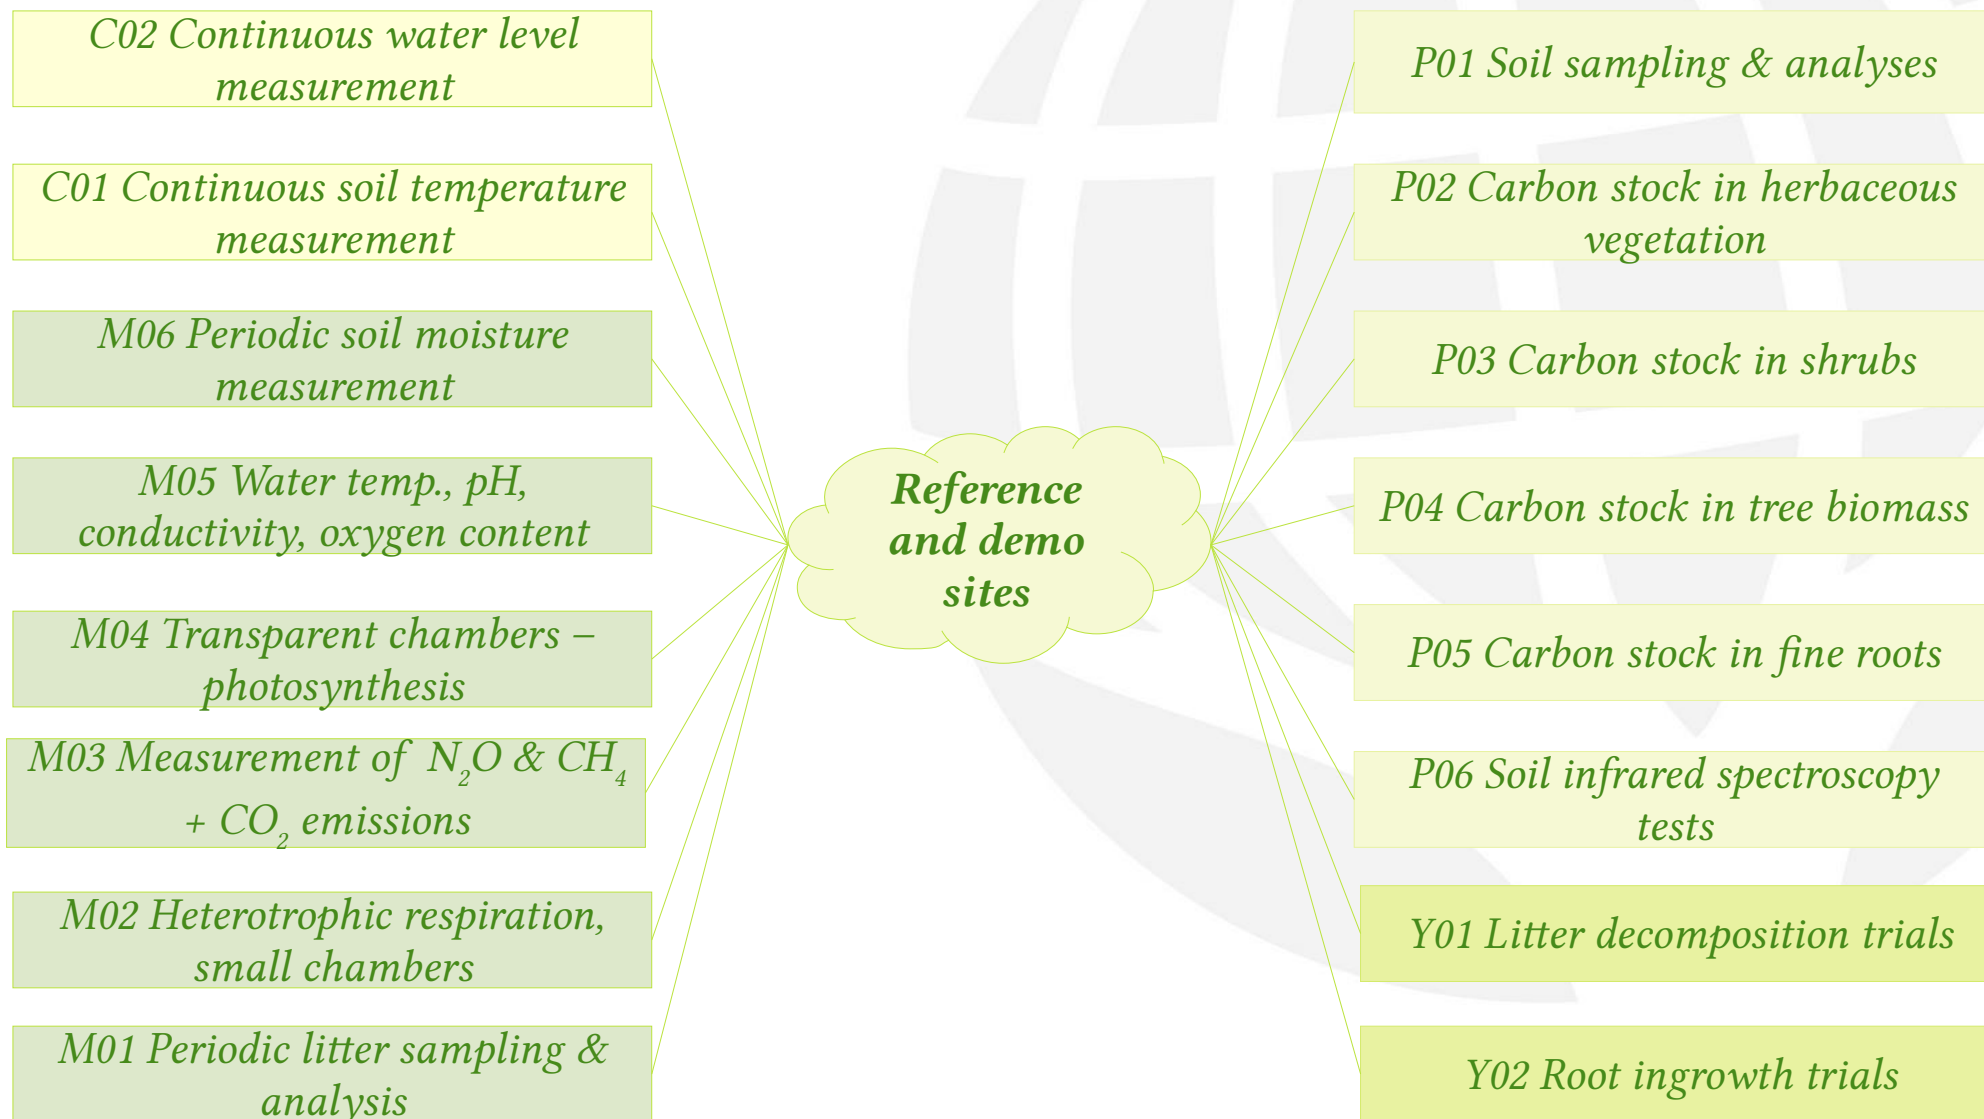 C02 Continuous water level
measurement
C01 Continuous soil temperature
measurement
M06 Periodic soil moisture
measurement
M05 Water temp., pH,
conductivity, oxygen content
M04 Transparent chambers –
photosynthesis
M03 Measurement of N₂O & CH₄
+ CO₂ emissions
M02 Heterotrophic respiration,
small chambers
M01 Periodic litter sampling &
analysis
Reference
and demo
sites
P01 Soil sampling & analyses
P02 Carbon stock in herbaceous
vegetation
P03 Carbon stock in shrubs
P04 Carbon stock in tree biomass
P05 Carbon stock in fine roots
P06 Soil infrared spectroscopy
tests
Y01 Litter decomposition trials
Y02 Root ingrowth trials